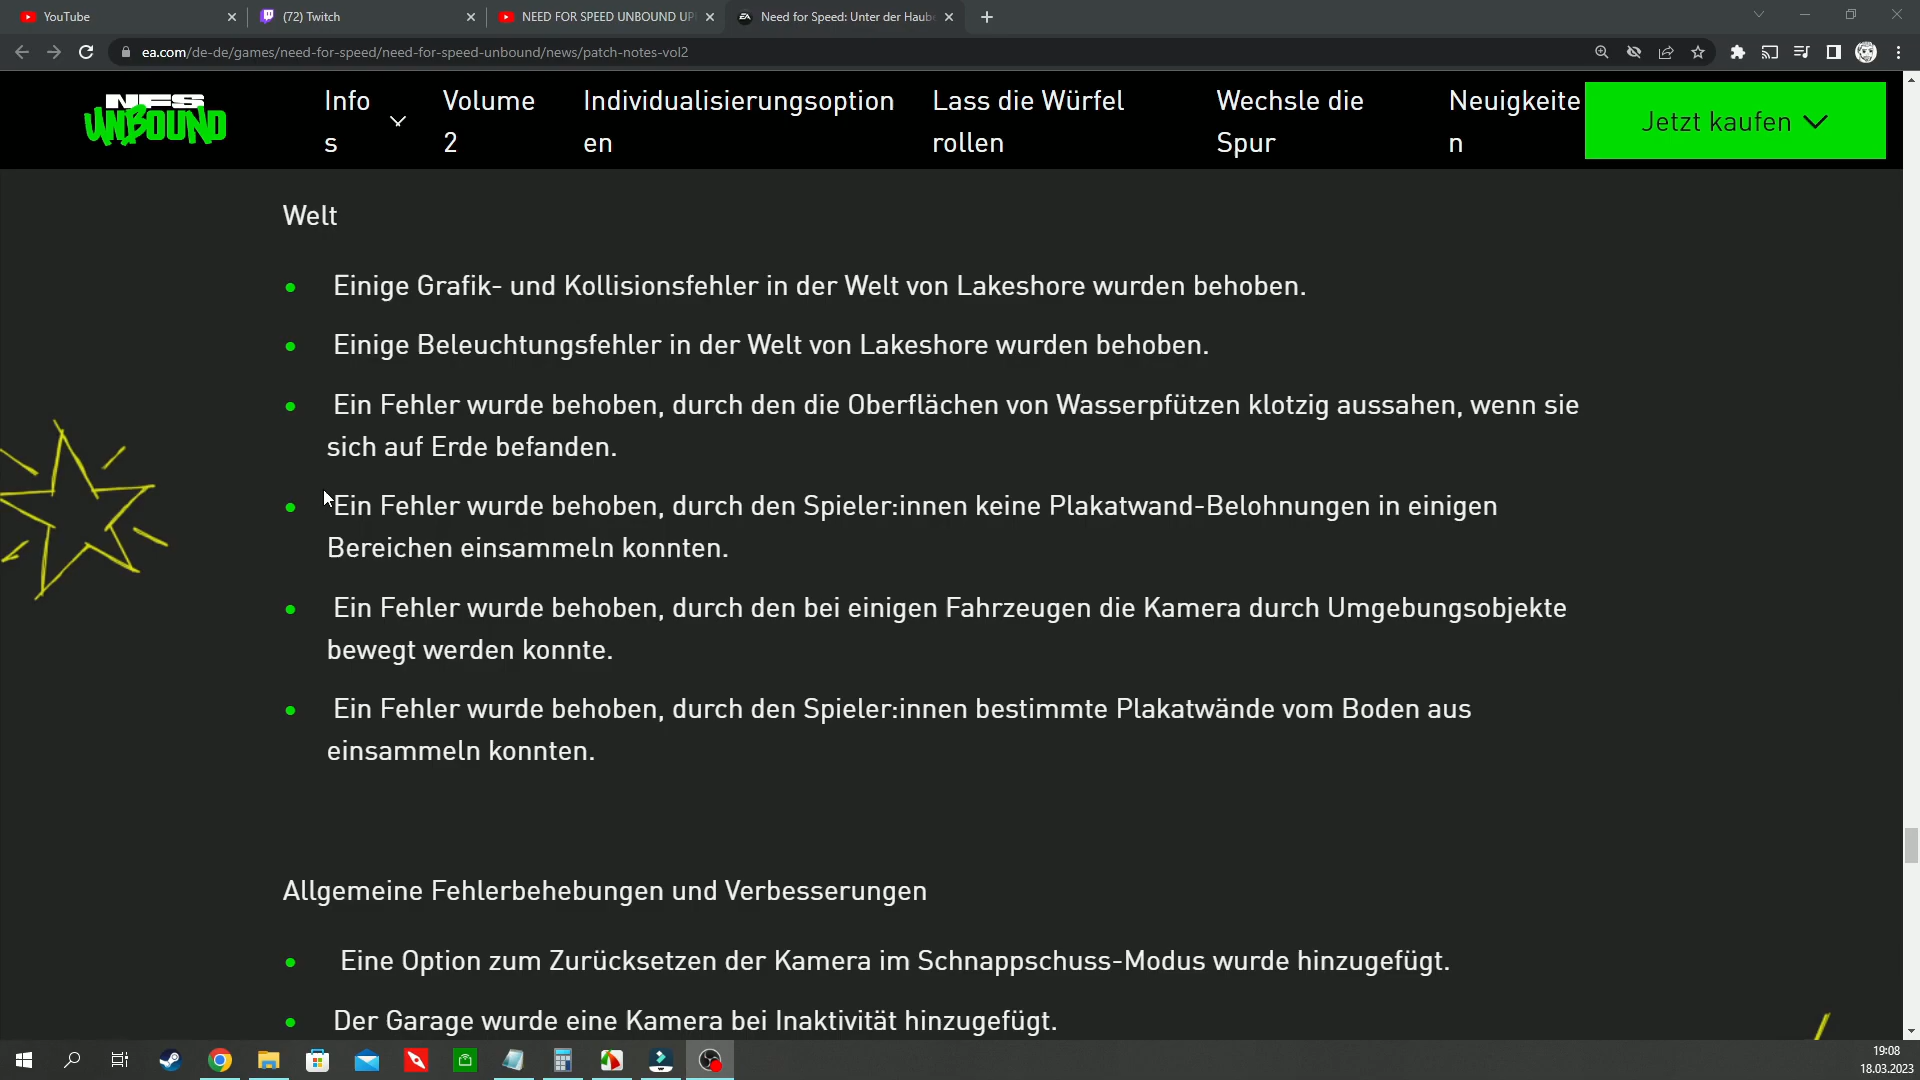 YouTube
(72) Twitch
NEED FOR SPEED UNBOUND UP
Need for Speed: Unter der Haub
ea.com/de-de/games/need-for-speed/need-for-speed-unbound/news/patch-notes-vol2
NFS
UNBOUND
Info
s
Volume
2
Individualisierungsoption
en
Lass die Würfel
rollen
Wechsle die
Spur
Neuigkeite
n
Jetzt kaufen
Welt
Einige Grafik- und Kollisionsfehler in der Welt von Lakeshore wurden behoben.
Einige Beleuchtungsfehler in der Welt von Lakeshore wurden behoben.
Ein Fehler wurde behoben, durch den die Oberflächen von Wasserpfützen klotzig aussahen, wenn sie
sich auf Erde befanden.
Ein Fehler wurde behoben, durch den Spieler:innen keine Plakatwand-Belohnungen in einigen
Bereichen einsammeln konnten.
Ein Fehler wurde behoben, durch den bei einigen Fahrzeugen die Kamera durch Umgebungsobjekte
bewegt werden konnte.
Ein Fehler wurde behoben, durch den Spieler:innen bestimmte Plakatwände vom Boden aus
einsammeln konnten.
Allgemeine Fehlerbehebungen und Verbesserungen
Eine Option zum Zurücksetzen der Kamera im Schnappschuss-Modus wurde hinzugefügt.
Der Garage wurde eine Kamera bei Inaktivität hinzugefügt.
19:08
18.03.2023